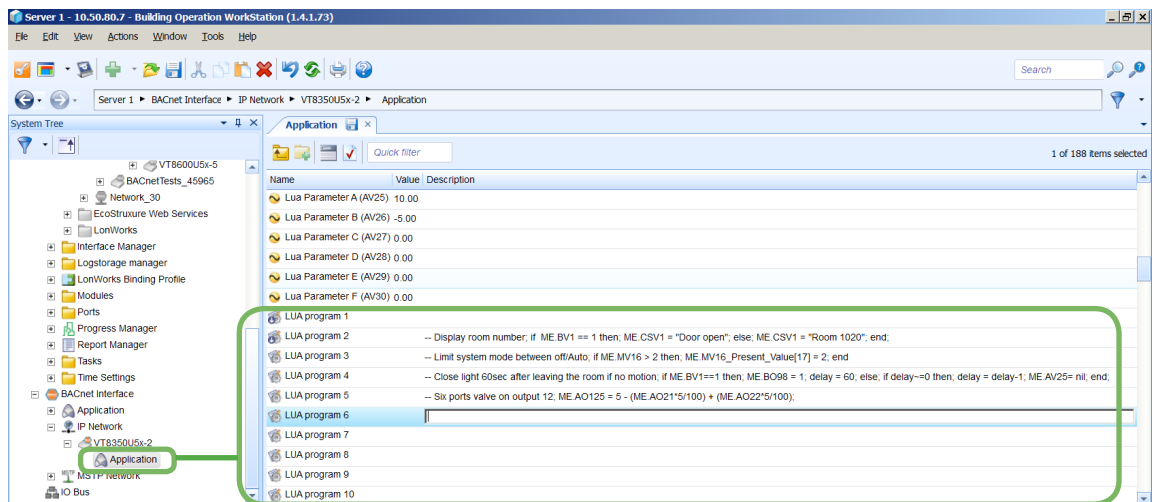 Server 1 - 10.50.80.7 - Building Operation WorkStation (1.4.1.73)
File Edit View Actions Window Tools Help
Search
Server 1 BACnet Interface IP Network VT8350U5x-2 Application
System Tree
Application
Quick filter
1 of 188 items selected
VT8600U5x-5
BACnetTests_45965
Network_30
EcoStruxure Web Services
LonWorks
Interface Manager
Logstorage manager
LonWorks Binding Profile
Modules
Ports
Progress Manager
Report Manager
Tasks
Time Settings
BACnet Interface
Application
IP Network
VT8350U5x-2
Application
MSTP Network
IO Bus
Name Value Description
Lua Parameter A (AV25) 10.00
Lua Parameter B (AV26) -5.00
Lua Parameter C (AV27) 0.00
Lua Parameter D (AV28) 0.00
Lua Parameter E (AV29) 0.00
Lua Parameter F (AV30) 0.00
LUA program 1
LUA program 2 -- Display room number; if ME.BV1 == 1 then; ME.CSV1 = "Door open"; else; ME.CSV1 = "Room 1020"; end;
LUA program 3 -- Limit system mode between off/Auto; if ME.MV16 > 2 then; ME.MV16_Present_Value[17] = 2; end
LUA program 4 -- Close light 60sec after leaving the room if no motion; if ME.BV1==1 then; ME.BO98 = 1; delay = 60; else; if delay~=0 then; delay = delay-1; ME.AV25= nil; end;
LUA program 5 -- Six ports valve on output 12; ME.AO125 = 5 - (ME.AO21*5/100) + (ME.AO22*5/100);
LUA program 6
LUA program 7
LUA program 8
LUA program 9
LUA program 10